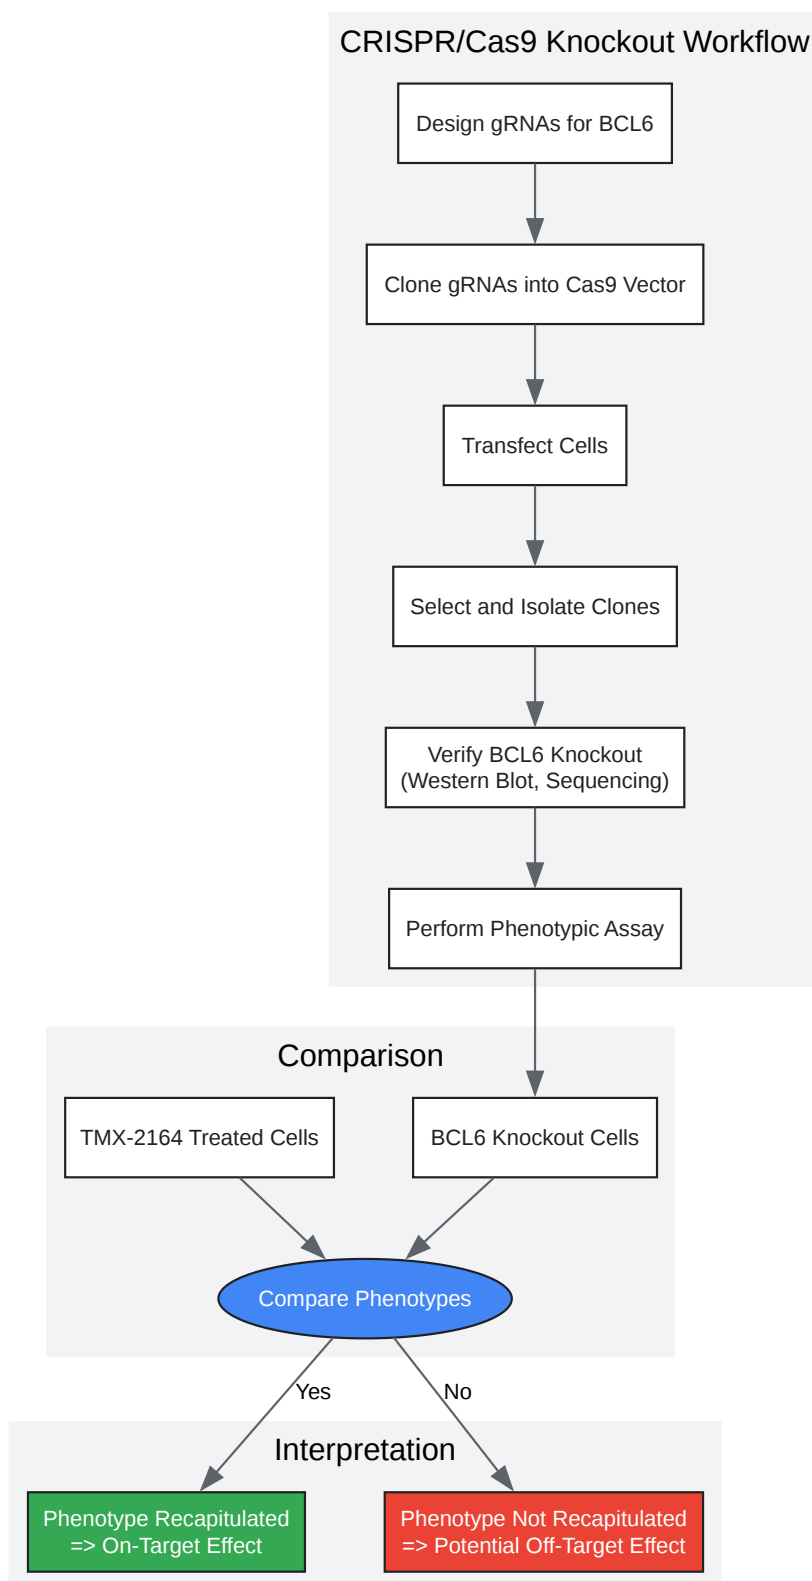 CRISPR/Cas9 Knockout Workflow
Design gRNAs for BCL6
Clone gRNAs into Cas9 Vector
Transfect Cells
Select and Isolate Clones
Verify BCL6 Knockout
(Western Blot, Sequencing)
Perform Phenotypic Assay
Comparison
TMX-2164 Treated Cells
BCL6 Knockout Cells
Compare Phenotypes
Yes
No
Interpretation
Phenotype Recapitulated
=> On-Target Effect
Phenotype Not Recapitulated
=> Potential Off-Target Effect